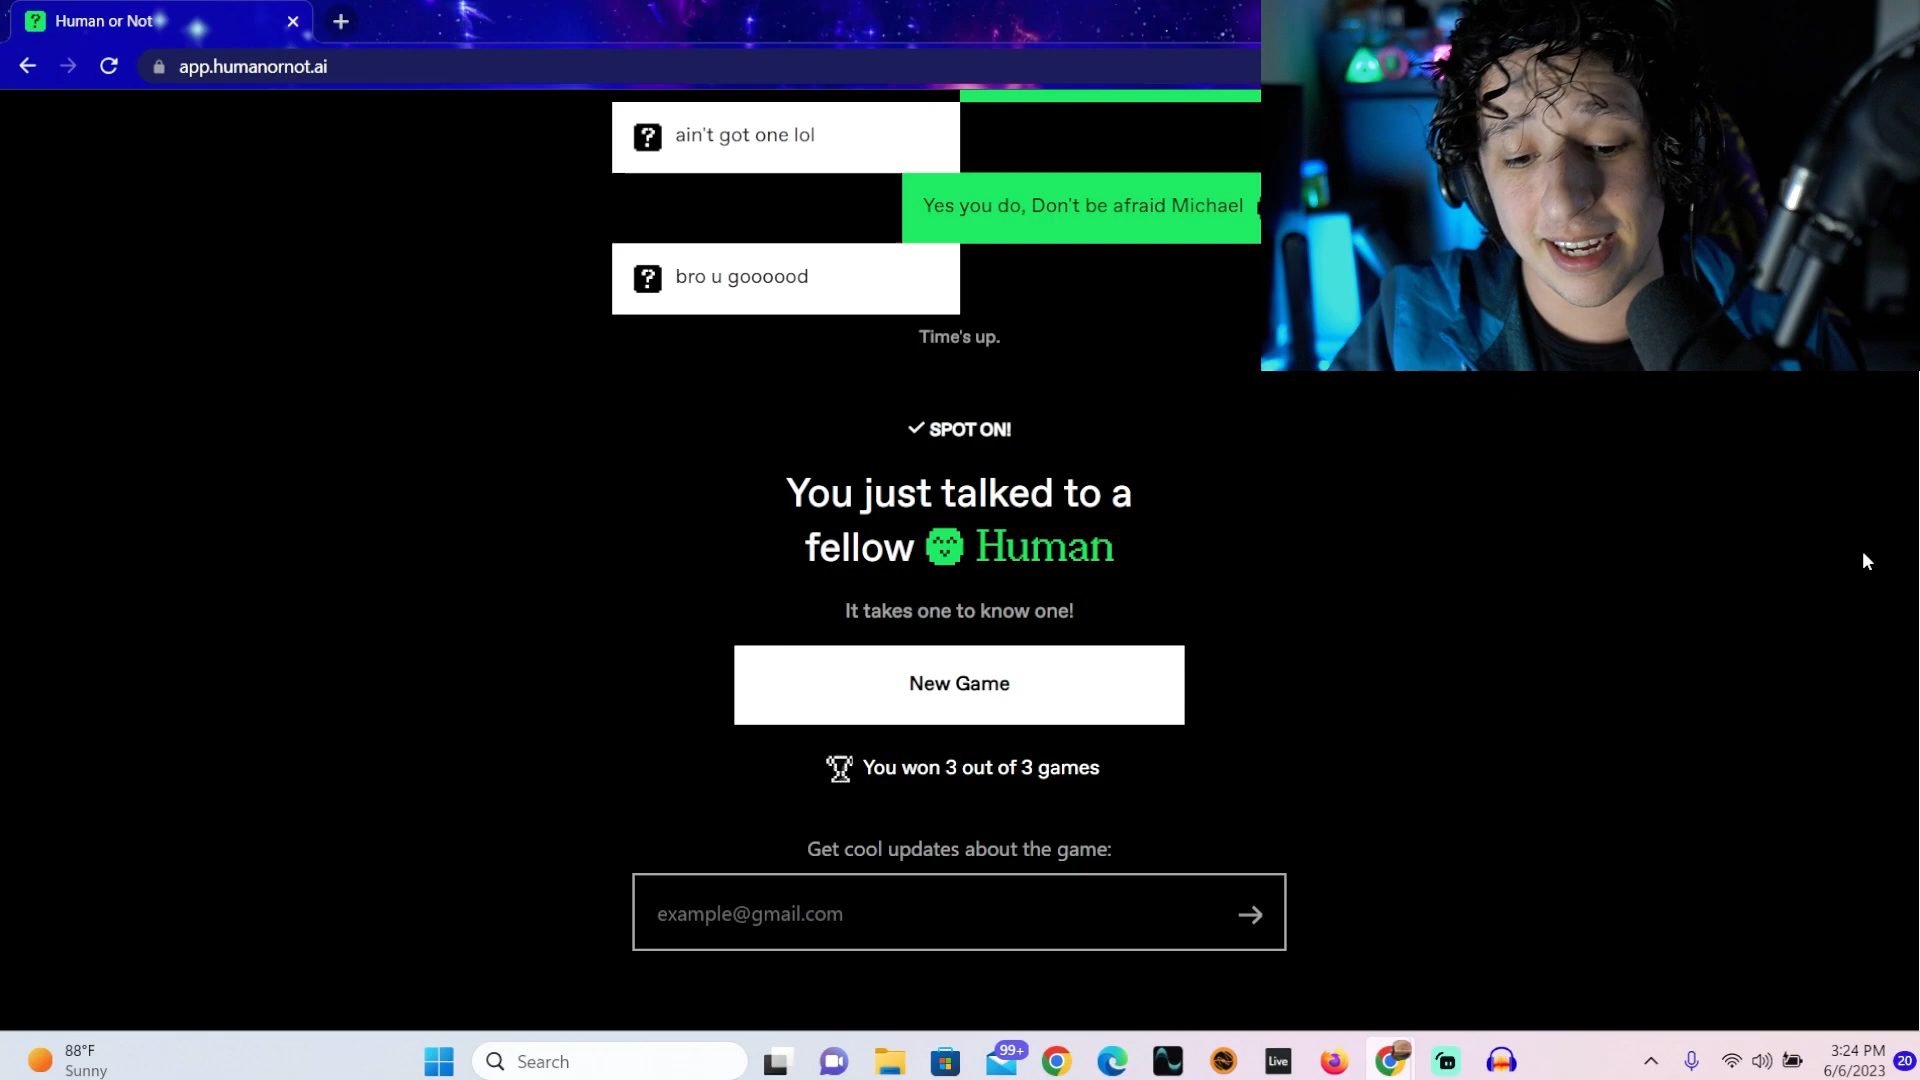 Human or Not
app.humanornot.ai
ain't got one lol
Yes you do, Don't be afraid Michael
bro u goooood
Time's up.
SPOT ON!
You just talked to a
fellow Human
It takes one to know one!
New Game
You won 3 out of 3 games
Get cool updates about the game:
example@gmail.com
88°F
Sunny
Search
99+
Live
3:24 PM
6/6/2023
20